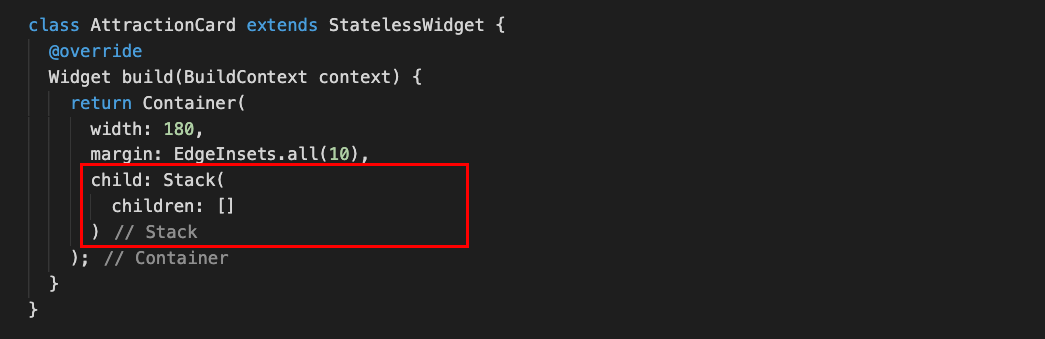 class AttractionCard extends StatelessWidget {
  @override
  Widget build(BuildContext context) {
    return Container(
      width: 180,
      margin: EdgeInsets.all(10),
      child: Stack(
        children: []
      ) // Stack
    ); // Container
  }
}